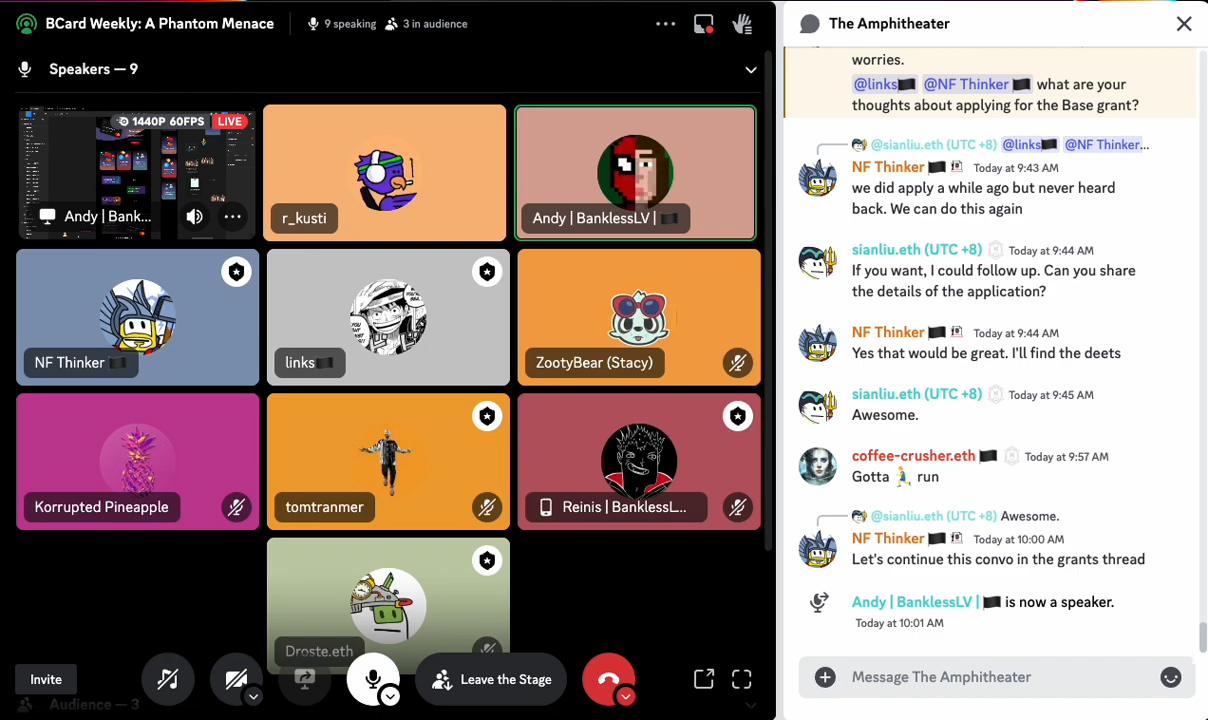 BCard Weekly: A Phantom Menace
9 speaking
3 in audience
Speakers — 9
1440P 60FPS
LIVE
Andy | Bank...
r_kusti
Andy | BanklessLV |
NF Thinker
links
ZootyBear (Stacy)
Korrupted Pineapple
tomtranmer
Reinis | BanklessL...
Droste.eth
Invite
Leave the Stage
Audience — 3
The Amphitheater
worries.
@links @NF Thinker what are your
thoughts about applying for the Base grant?
@sianliu.eth (UTC +8) @links @NF Thinker...
NF Thinker Today at 9:43 AM
we did apply a while ago but never heard
back. We can do this again
sianliu.eth (UTC +8) Today at 9:44 AM
If you want, I could follow up. Can you share
the details of the application?
NF Thinker Today at 9:44 AM
Yes that would be great. I'll find the deets
sianliu.eth (UTC +8) Today at 9:45 AM
Awesome.
coffee-crusher.eth Today at 9:57 AM
Gotta 🏃 run
@sianliu.eth (UTC +8) Awesome.
NF Thinker Today at 10:00 AM
Let's continue this convo in the grants thread
Andy | BanklessLV | is now a speaker.
Today at 10:01 AM
Message The Amphitheater